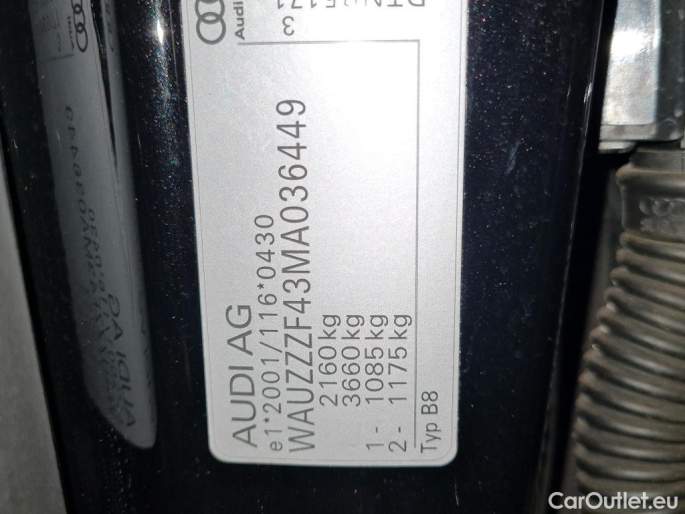 Audi
AUDI AG
e1*2001/116*0430
WAUZZZF43MA036449
2160 kg
3660 kg
1 - 1085 kg
2 - 1175 kg
Typ B8
CarOutlet.eu